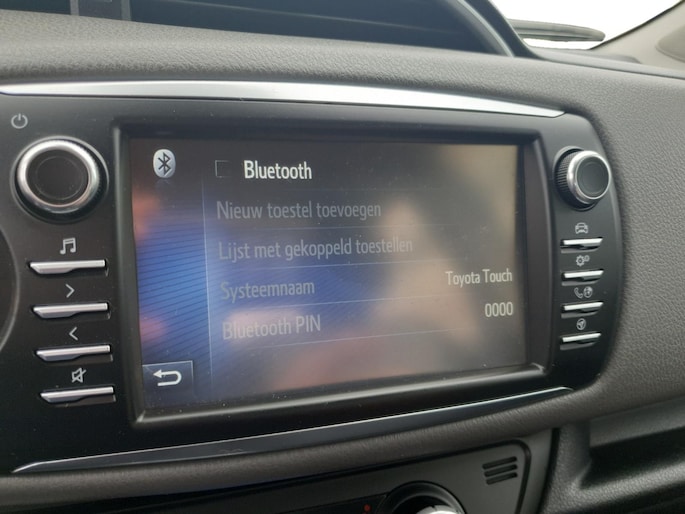 Bluetooth
Nieuw toestel toevoegen
Lijst met gekoppeld toestellen
Systeemnaam Toyota Touch
Bluetooth PIN 0000